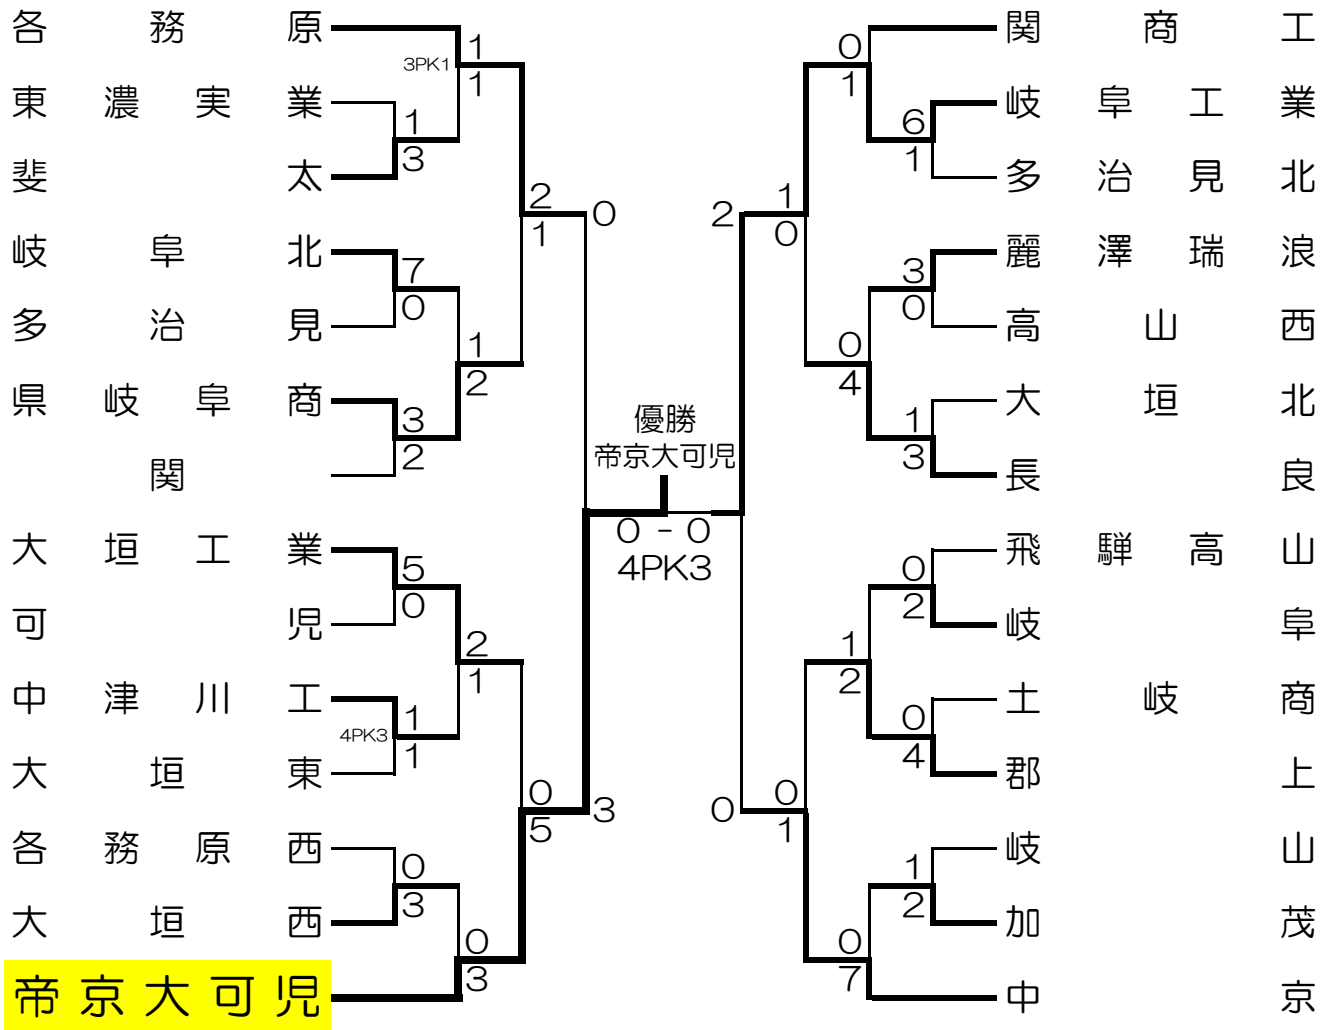 各務原
東濃実業
斐太
岐阜北
多治見
県岐阜商
関
大垣工業
可児
中津川工
大垣東
各務原西
大垣西
帝京大可児
1
3PK1
1
1
3
2
1
0
7
0
1
2
3
2
5
0
2
1
1
4PK3
1
0
5
3
0
3
0
3
優勝
帝京大可児
0 - 0
4PK3
0
1
6
1
2
1
0
3
0
0
4
1
3
0
2
1
2
0
4
0
0
1
1
2
0
7
関商工
岐阜工業
多治見北
麗澤瑞浪
高山西
大垣北
長良
飛騨高山
岐阜
土岐商
郡上
岐山
加茂
中京